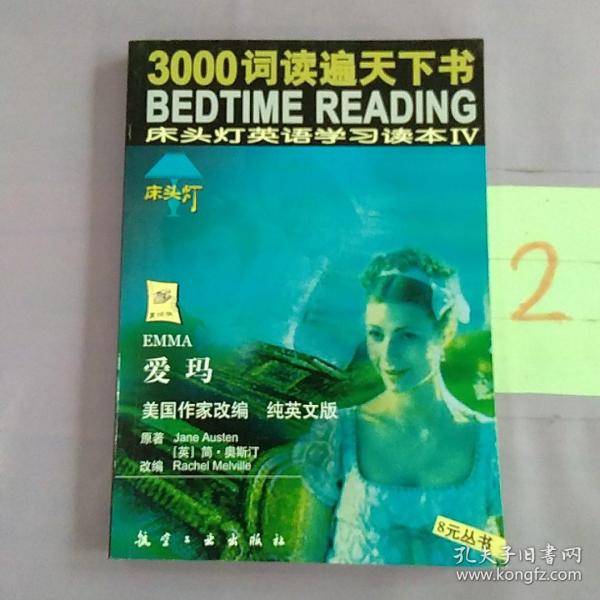 3000词读遍天下书
BEDTIME READING
床头灯英语学习读本IV
床头灯
EMMA
爱玛
美国作家改编 纯英文版
原著 Jane Austen
[英] 简·奥斯汀
改编 Rachel Melville
航空工业出版社
8元丛书
2
孔夫子旧书网
www.kongfz.com